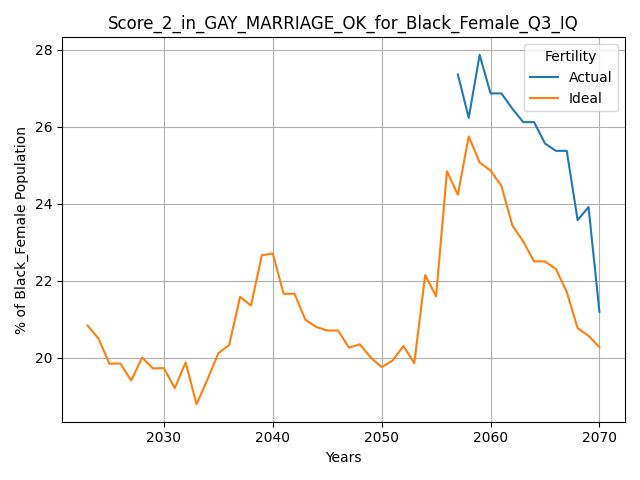 Score_2_in_GAY_MARRIAGE_OK_for_Black_Female_Q3_IQ
Fertility
Actual
Ideal
% of Black_Female Population
28
26
24
22
20
2030 2040 2050 2060 2070
Years